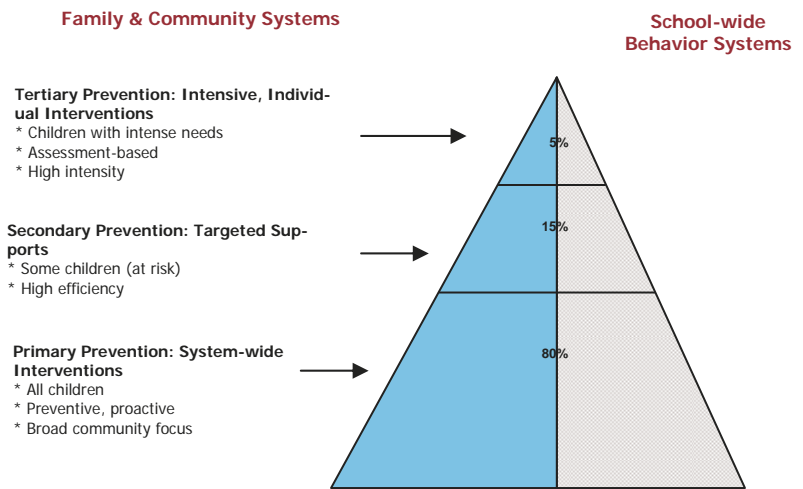 Family & Community Systems
School-wide
Behavior Systems
Tertiary Prevention: Intensive, Individ-
ual Interventions
* Children with intense needs
* Assessment-based
* High intensity
5%
Secondary Prevention: Targeted Sup-
ports
* Some children (at risk)
* High efficiency
15%
Primary Prevention: System-wide
Interventions
* All children
* Preventive, proactive
* Broad community focus
80%